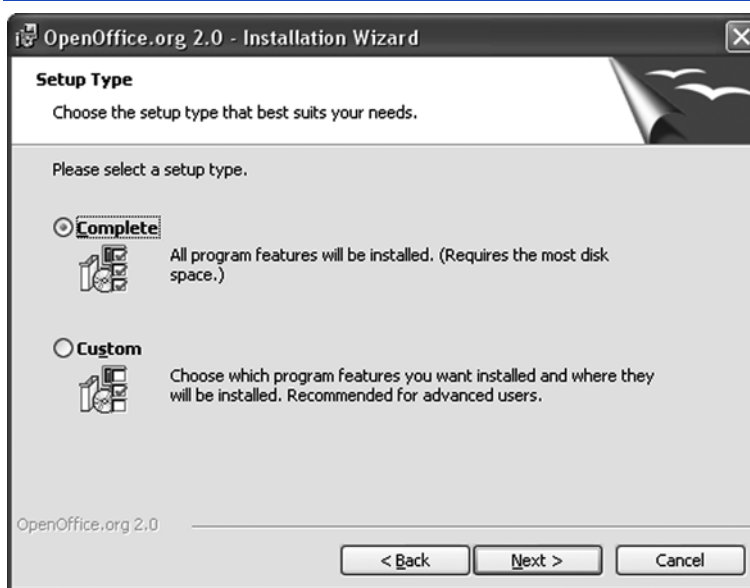 OpenOffice.org 2.0 - Installation Wizard
Setup Type
Choose the setup type that best suits your needs.
Please select a setup type.
Complete
All program features will be installed. (Requires the most disk
space.)
Custom
Choose which program features you want installed and where they
will be installed. Recommended for advanced users.
OpenOffice.org 2.0
< Back
Next >
Cancel